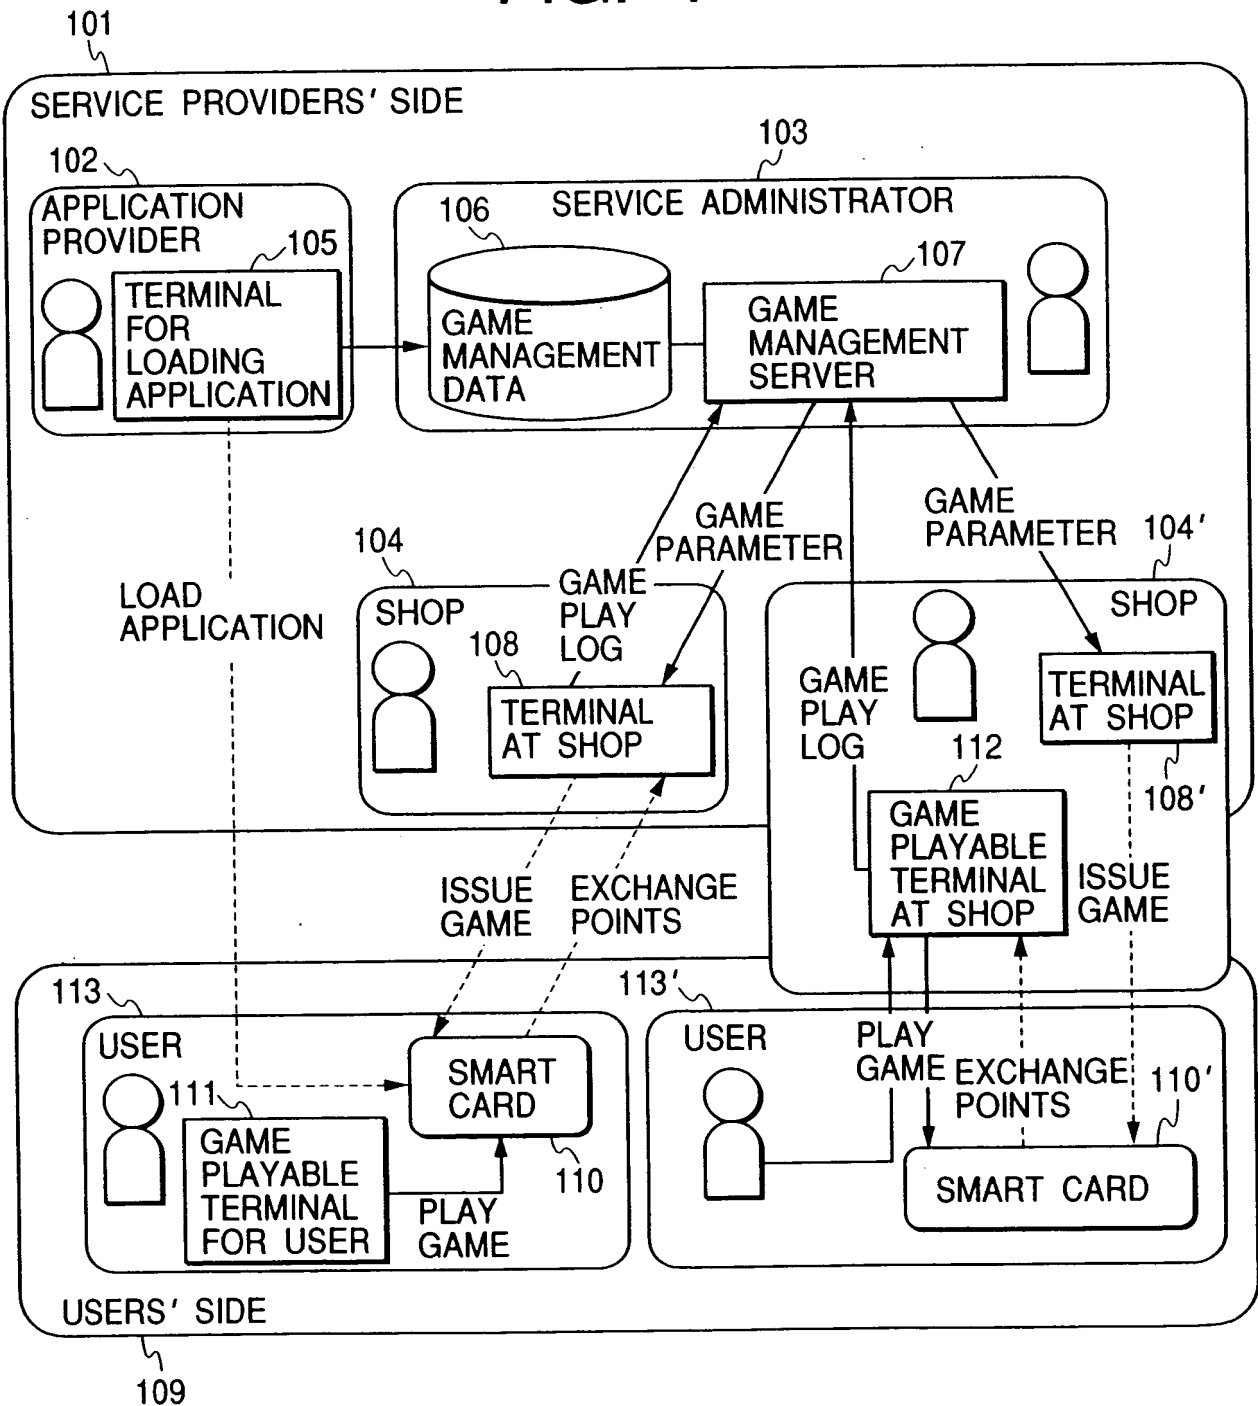 101
SERVICE PROVIDERS' SIDE
103
102
APPLICATION
PROVIDER
105
TERMINAL
FOR
LOADING
APPLICATION
SERVICE ADMINISTRATOR
106
107
GAME
MANAGEMENT
DATA
GAME
MANAGEMENT
SERVER
GAME
PARAMETER
GAME
PARAMETER
104
104'
LOAD
APPLICATION
SHOP
GAME
PLAY
LOG
108
TERMINAL
AT SHOP
SHOP
GAME
PLAY
LOG
TERMINAL
AT SHOP
112
108'
GAME
PLAYABLE
TERMINAL
AT SHOP
ISSUE
GAME
EXCHANGE
POINTS
ISSUE
GAME
113
USER
111
SMART
CARD
110
GAME
PLAYABLE
TERMINAL
FOR USER
PLAY
GAME
113'
USER
PLAY
GAME
EXCHANGE
POINTS
110'
SMART CARD
USERS' SIDE
109